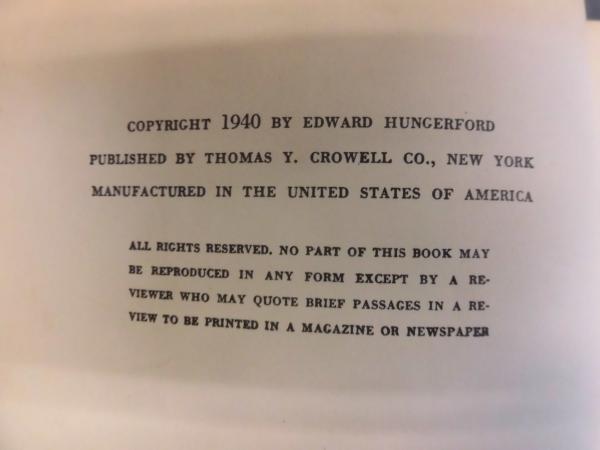 COPYRIGHT 1940 BY EDWARD HUNGERFORD
PUBLISHED BY THOMAS Y. CROWELL CO., NEW YORK
MANUFACTURED IN THE UNITED STATES OF AMERICA
ALL RIGHTS RESERVED. NO PART OF THIS BOOK MAY
BE REPRODUCED IN ANY FORM EXCEPT BY A RE-
VIEWER WHO MAY QUOTE BRIEF PASSAGES IN A RE-
VIEW TO BE PRINTED IN A MAGAZINE OR NEWSPAPER